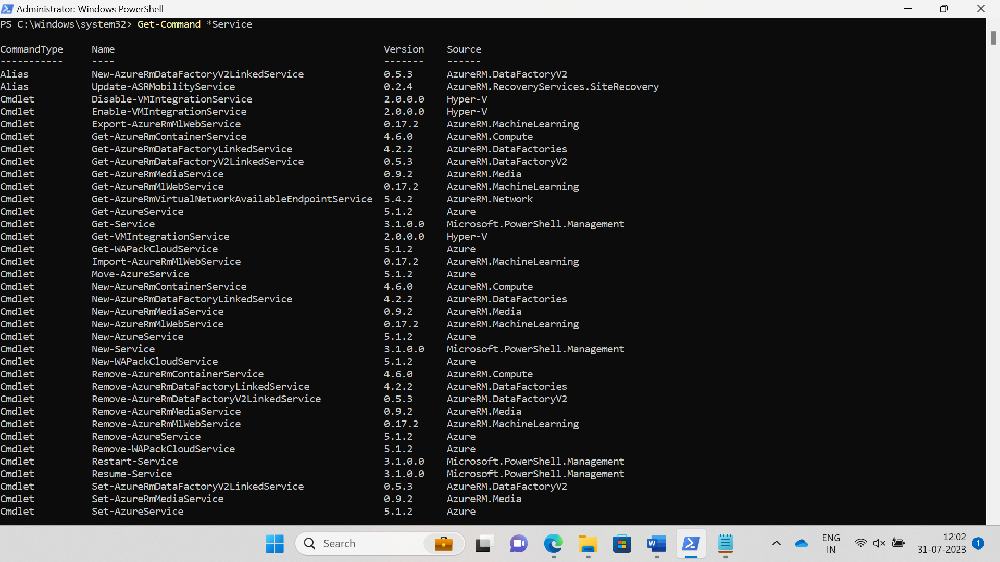 Administrator: Windows PowerShell
PS C:\Windows\system32> Get-Command *Service
CommandType Name Version Source
----------- ---- ------- ------
Alias New-AzureRmDataFactoryV2LinkedService 0.5.3 AzureRM.DataFactoryV2
Alias Update-ASRMobilityService 0.2.4 AzureRM.RecoveryServices.SiteRecovery
Cmdlet Disable-VMIntegrationService 2.0.0.0 Hyper-V
Cmdlet Enable-VMIntegrationService 2.0.0.0 Hyper-V
Cmdlet Export-AzureRmMlWebService 0.17.2 AzureRM.MachineLearning
Cmdlet Get-AzureRmContainerService 4.6.0 AzureRM.Compute
Cmdlet Get-AzureRmDataFactoryLinkedService 4.2.2 AzureRM.DataFactories
Cmdlet Get-AzureRmDataFactoryV2LinkedService 0.5.3 AzureRM.DataFactoryV2
Cmdlet Get-AzureRmMediaService 0.9.2 AzureRM.Media
Cmdlet Get-AzureRmMlWebService 0.17.2 AzureRM.MachineLearning
Cmdlet Get-AzureRmVirtualNetworkAvailableEndpointService 5.4.2 AzureRM.Network
Cmdlet Get-AzureService 5.1.2 Azure
Cmdlet Get-Service 3.1.0.0 Microsoft.PowerShell.Management
Cmdlet Get-VMIntegrationService 2.0.0.0 Hyper-V
Cmdlet Get-WAPackCloudService 5.1.2 Azure
Cmdlet Import-AzureRmMlWebService 0.17.2 AzureRM.MachineLearning
Cmdlet Move-AzureService 5.1.2 Azure
Cmdlet New-AzureRmContainerService 4.6.0 AzureRM.Compute
Cmdlet New-AzureRmDataFactoryLinkedService 4.2.2 AzureRM.DataFactories
Cmdlet New-AzureRmMediaService 0.9.2 AzureRM.Media
Cmdlet New-AzureRmMlWebService 0.17.2 AzureRM.MachineLearning
Cmdlet New-AzureService 5.1.2 Azure
Cmdlet New-Service 3.1.0.0 Microsoft.PowerShell.Management
Cmdlet New-WAPackCloudService 5.1.2 Azure
Cmdlet Remove-AzureRmContainerService 4.6.0 AzureRM.Compute
Cmdlet Remove-AzureRmDataFactoryLinkedService 4.2.2 AzureRM.DataFactories
Cmdlet Remove-AzureRmDataFactoryV2LinkedService 0.5.3 AzureRM.DataFactoryV2
Cmdlet Remove-AzureRmMediaService 0.9.2 AzureRM.Media
Cmdlet Remove-AzureRmMlWebService 0.17.2 AzureRM.MachineLearning
Cmdlet Remove-AzureService 5.1.2 Azure
Cmdlet Remove-WAPackCloudService 5.1.2 Azure
Cmdlet Restart-Service 3.1.0.0 Microsoft.PowerShell.Management
Cmdlet Resume-Service 3.1.0.0 Microsoft.PowerShell.Management
Cmdlet Set-AzureRmDataFactoryV2LinkedService 0.5.3 AzureRM.DataFactoryV2
Cmdlet Set-AzureRmMediaService 0.9.2 AzureRM.Media
Cmdlet Set-AzureService 5.1.2 Azure
Search
W
ENG
IN
12:02
31-07-2023
1